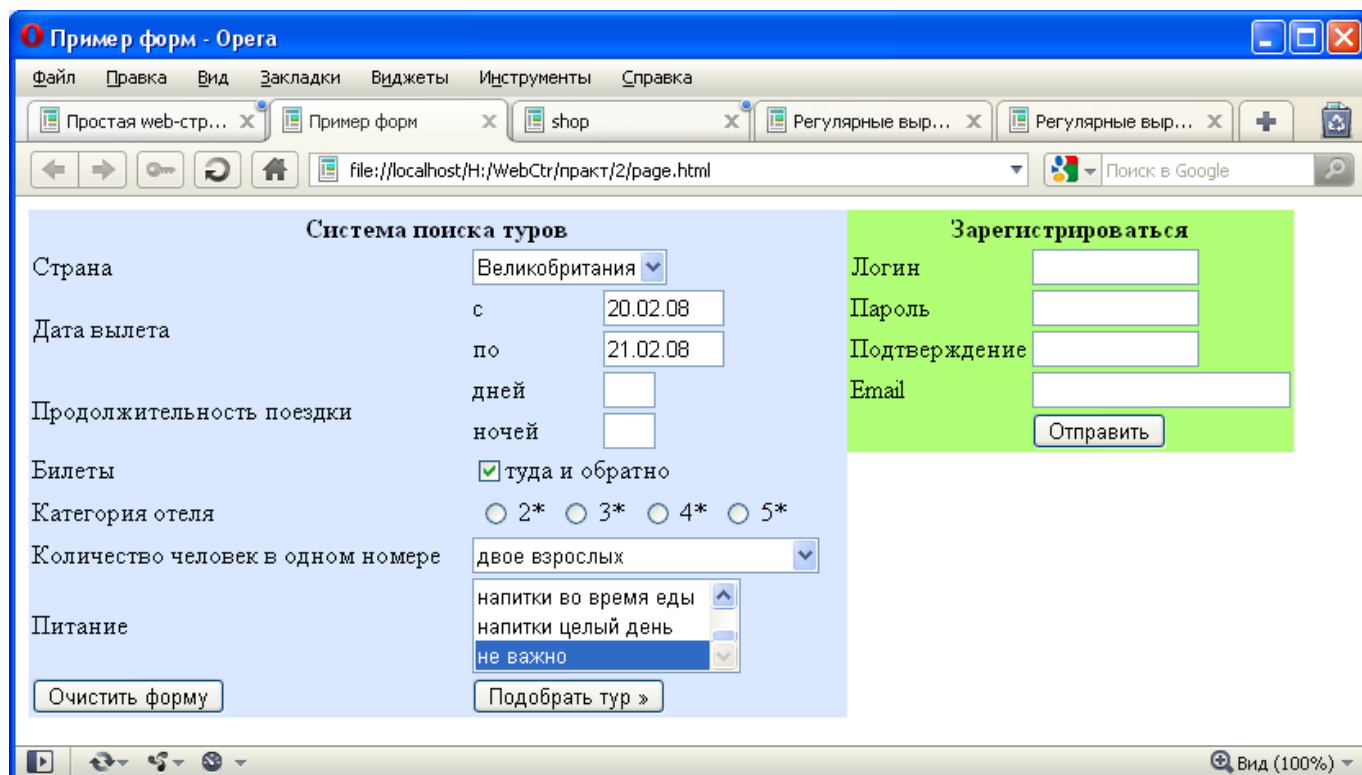 Пример форм - Opera
Файл Правка Вид Закладки Виджеты Инструменты Справка
Простая web-стр... Пример форм shop Регулярные выр... Регулярные выр...
file://localhost/H:/WebCtr/практ/2/page.html Поиск в Google
Система поиска туров
Страна Великобритания
Дата вылета
с 20.02.08
по 21.02.08
Продолжительность поездки
дней
ночей
Билеты туда и обратно
Категория отеля 2* 3* 4* 5*
Количество человек в одном номере двое взрослых
Питание
напитки во время еды
напитки целый день
не важно
Очистить форму Подобрать тур »
Зарегистрироваться
Логин
Пароль
Подтверждение
Email
Отправить
Вид (100%)